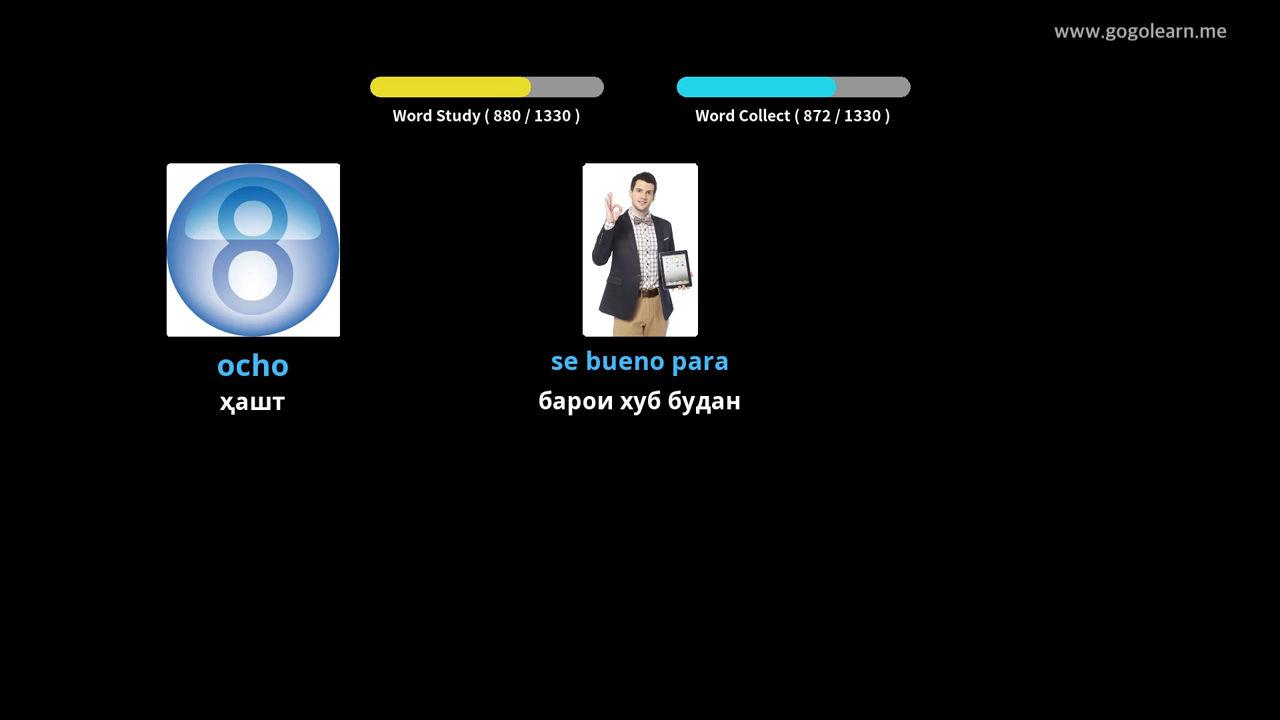 www.gogolearn.me
Word Study ( 880 / 1330 )
Word Collect ( 872 / 1330 )
8
ocho
ҳашт
se bueno para
барои хуб будан